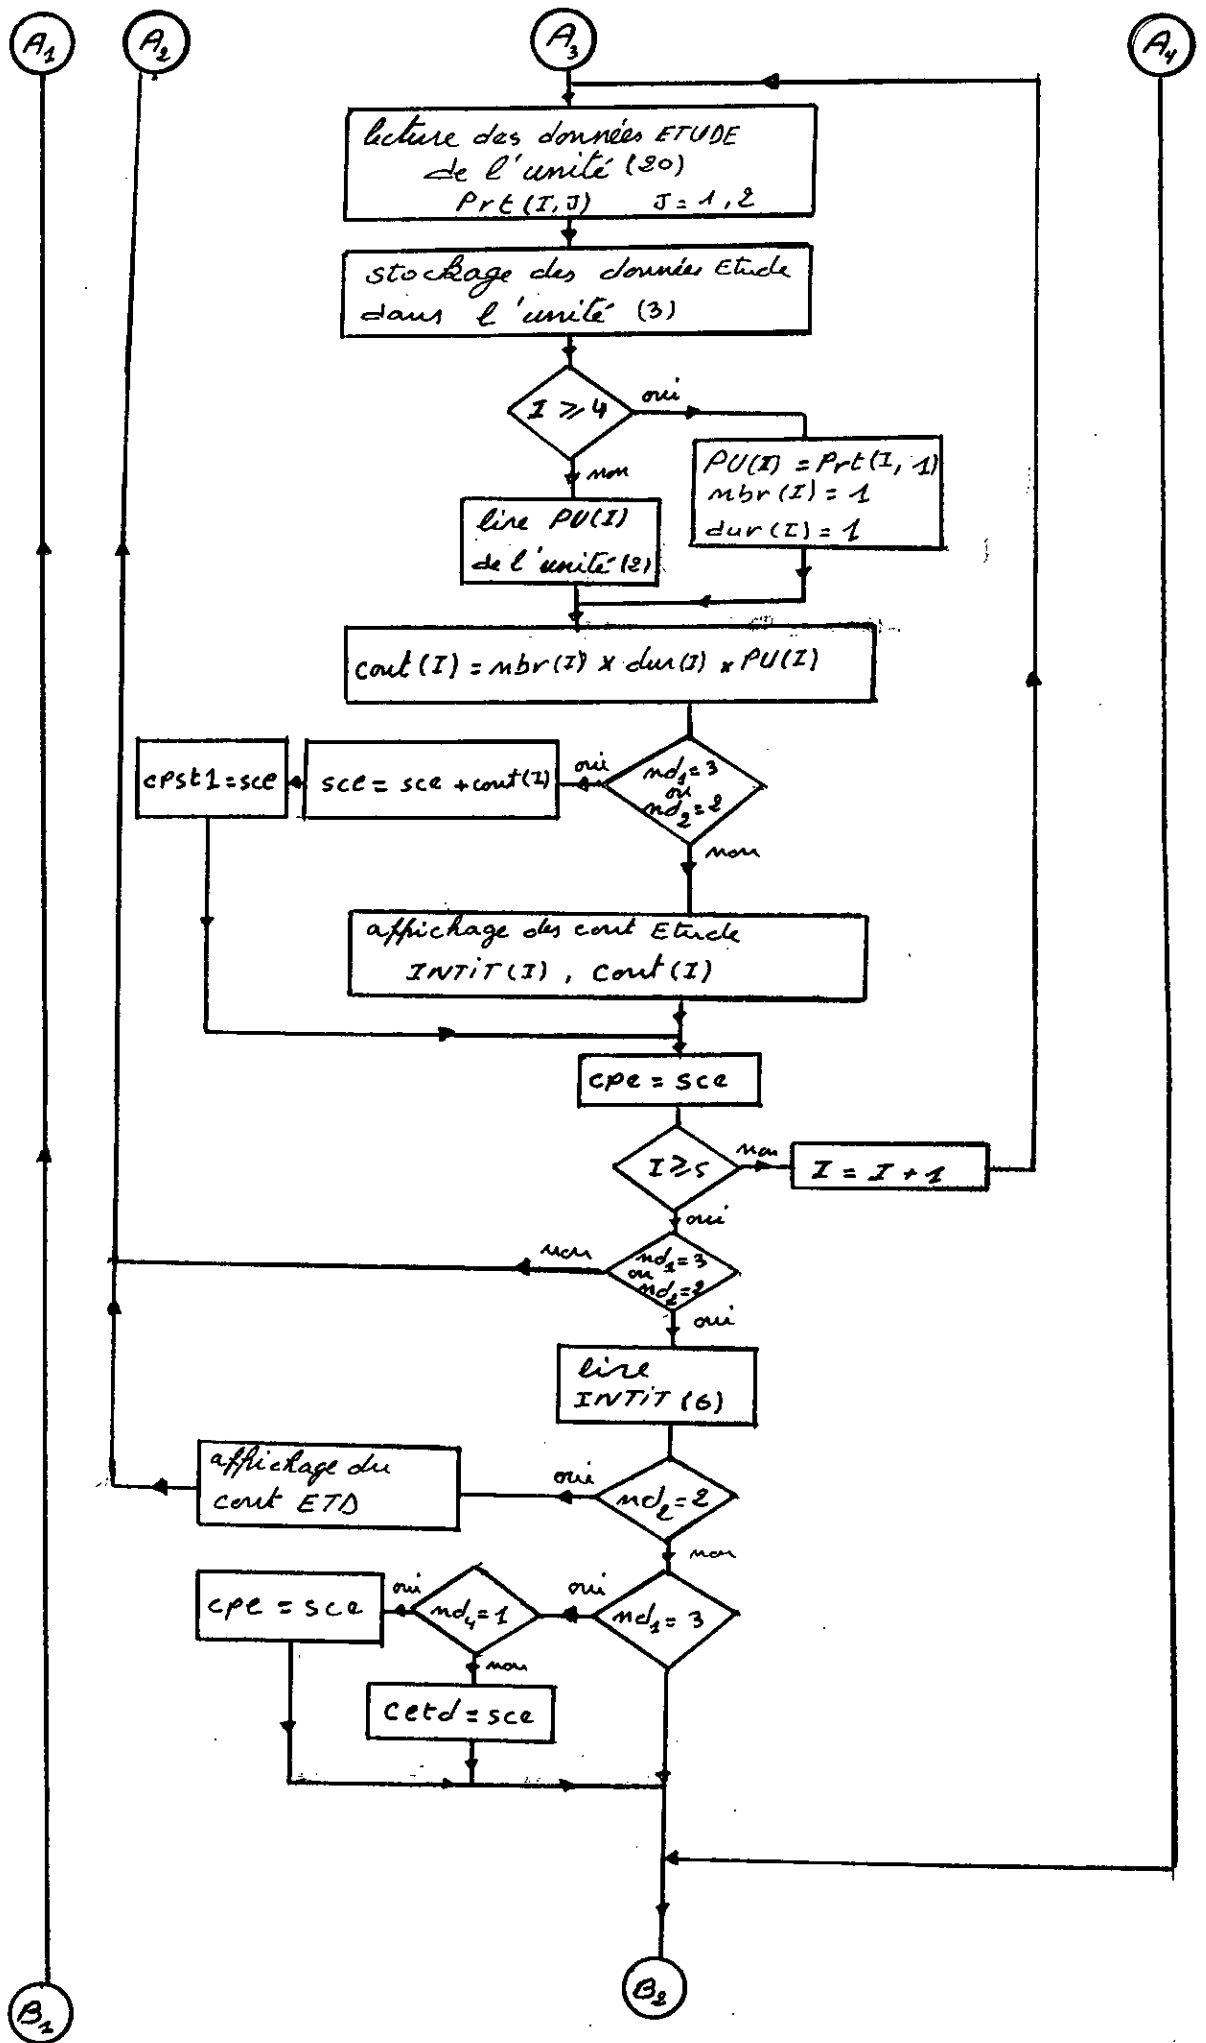 A1
A2
A3
A4
lecture des données ETUDE
de l'unité (20)
Prt(I,J) J=1,2
stockage des données Etude
dans l'unité (3)
I ≥ 4
oui
non
PU(I) = Prt(I,1)
nbr(I) = 1
dur(I) = 1
lire PU(I)
de l'unité (2)
cout(I) = nbr(I) x dur(I) x PU(I)
nd1=3
ou
nd2=2
oui
sce = sce + cout(I)
cpst1=sce
non
affichage des cout Etude
INTiT(I), Cout(I)
cpe = sce
I ≥ 5
non
I = I + 1
oui
nd1=3
ou
nd2=2
non
oui
lire
INTiT (6)
nd2=2
oui
affichage du
cout ETD
non
nd1=3
oui
nd4=1
oui
cpe = sce
non
Cetd = sce
B1
B2